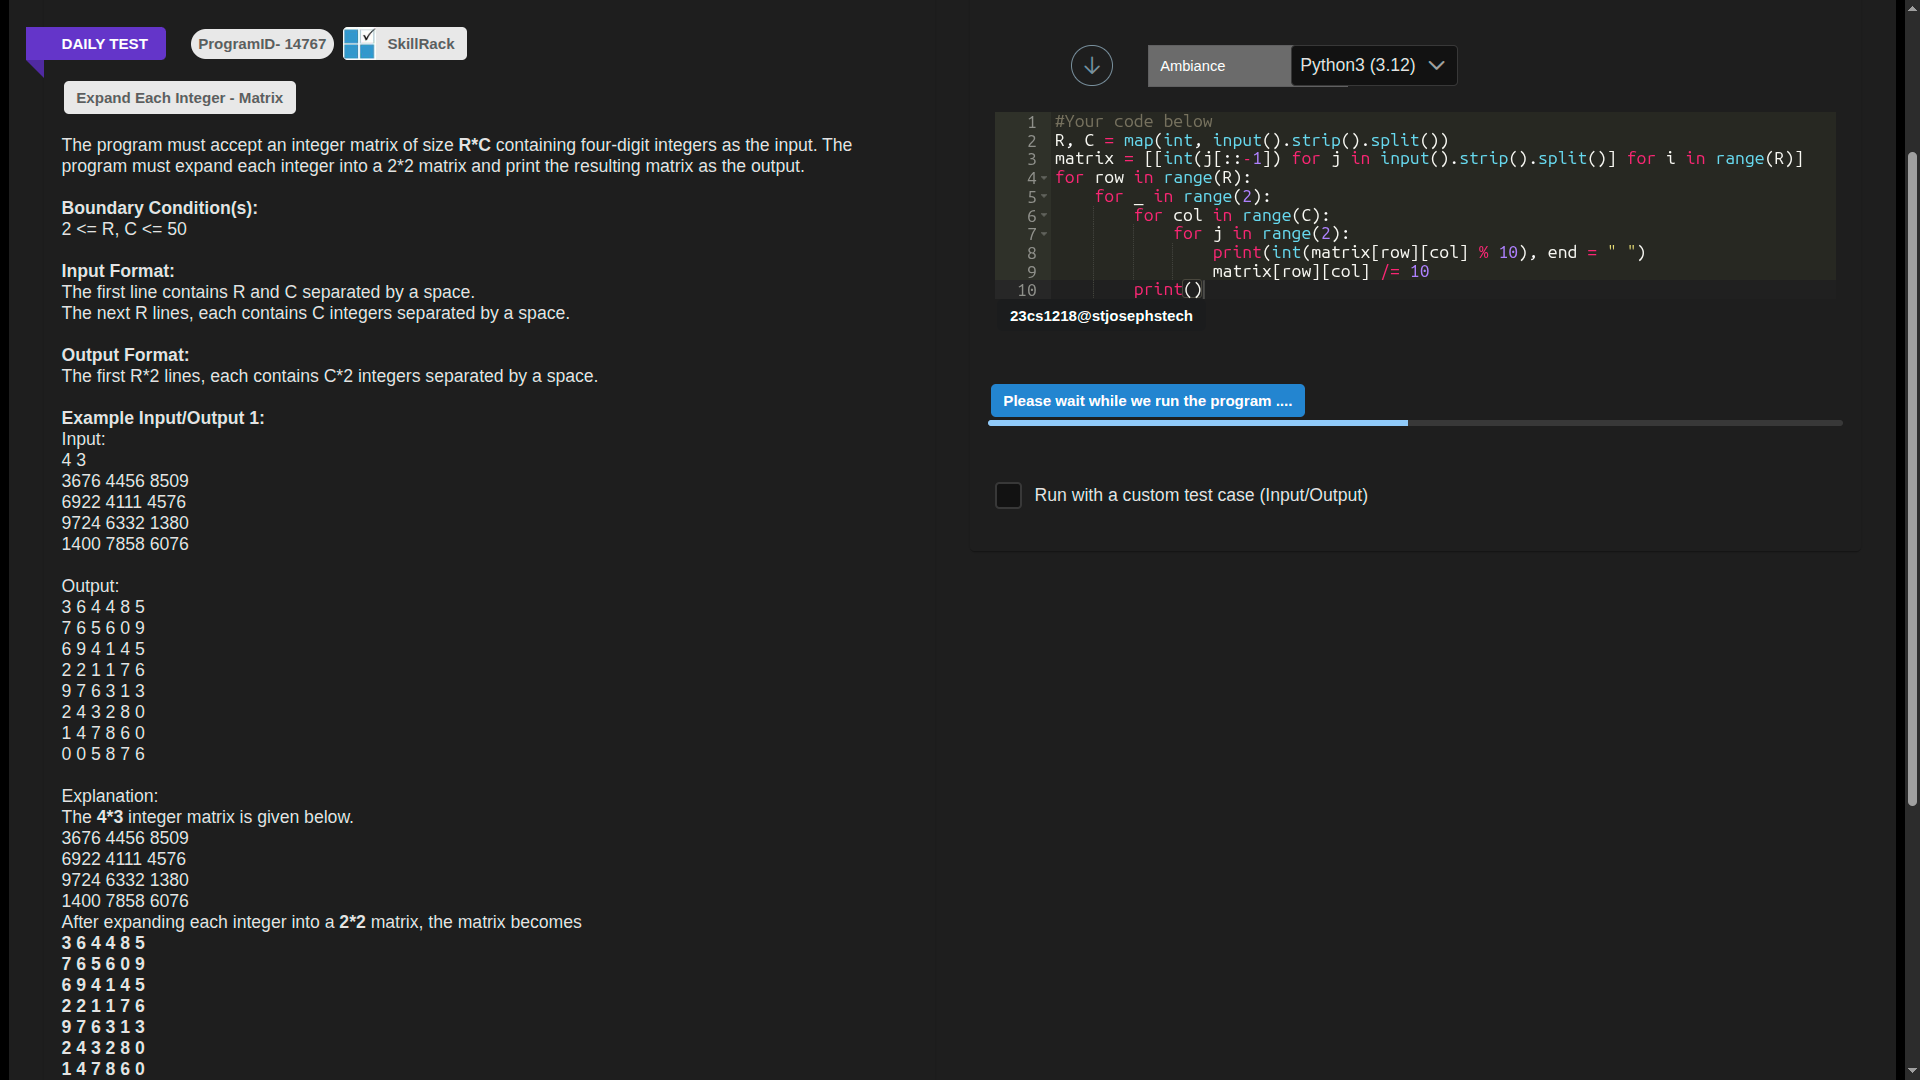 DAILY TEST
ProgramID- 14767
SkillRack
Expand Each Integer - Matrix
The program must accept an integer matrix of size R*C containing four-digit integers as the input. The
program must expand each integer into a 2*2 matrix and print the resulting matrix as the output.
Boundary Condition(s):
2 <= R, C <= 50
Input Format:
The first line contains R and C separated by a space.
The next R lines, each contains C integers separated by a space.
Output Format:
The first R*2 lines, each contains C*2 integers separated by a space.
Example Input/Output 1:
Input:
4 3
3676 4456 8509
6922 4111 4576
9724 6332 1380
1400 7858 6076
Output:
3 6 4 4 8 5
7 6 5 6 0 9
6 9 4 1 4 5
2 2 1 1 7 6
9 7 6 3 1 3
2 4 3 2 8 0
1 4 7 8 6 0
0 0 5 8 7 6
Explanation:
The 4*3 integer matrix is given below.
3676 4456 8509
6922 4111 4576
9724 6332 1380
1400 7858 6076
After expanding each integer into a 2*2 matrix, the matrix becomes
3 6 4 4 8 5
7 6 5 6 0 9
6 9 4 1 4 5
2 2 1 1 7 6
9 7 6 3 1 3
2 4 3 2 8 0
1 4 7 8 6 0
Ambiance
Python3 (3.12)
1 #Your code below
2 R, C = map(int, input().strip().split())
3 matrix = [[int(j[::-1]) for j in input().strip().split()] for i in range(R)]
4 for row in range(R):
5     for _ in range(2):
6         for col in range(C):
7             for j in range(2):
8                 print(int(matrix[row][col] % 10), end = " ")
9                 matrix[row][col] /= 10
10         print()
23cs1218@stjosephstech
Please wait while we run the program ....
Run with a custom test case (Input/Output)